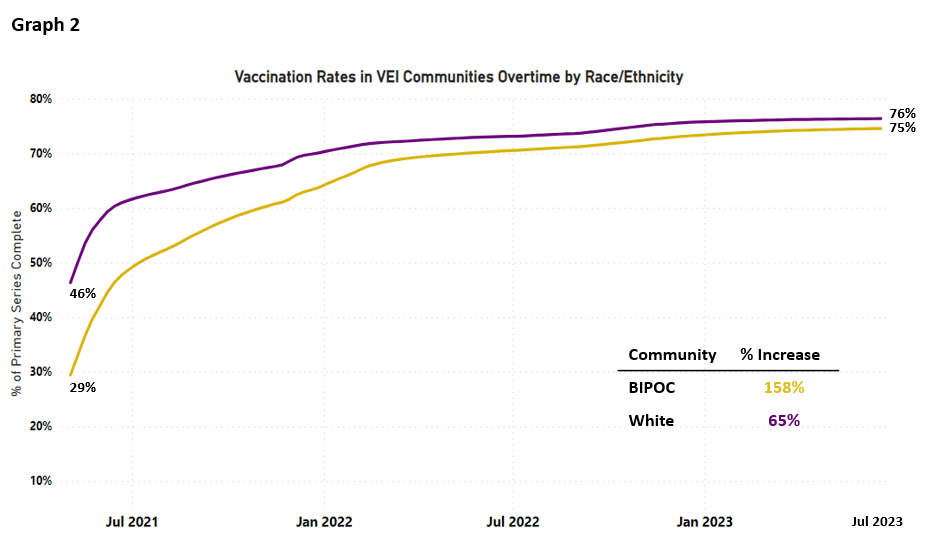 Graph 2
Vaccination Rates in VEI Communities Overtime by Race/Ethnicity
% of Primary Series Complete
80%
70%
60%
50%
40%
30%
20%
10%
76%
75%
46%
29%
Community % Increase
BIPOC 158%
White 65%
Jul 2021 Jan 2022 Jul 2022 Jan 2023 Jul 2023